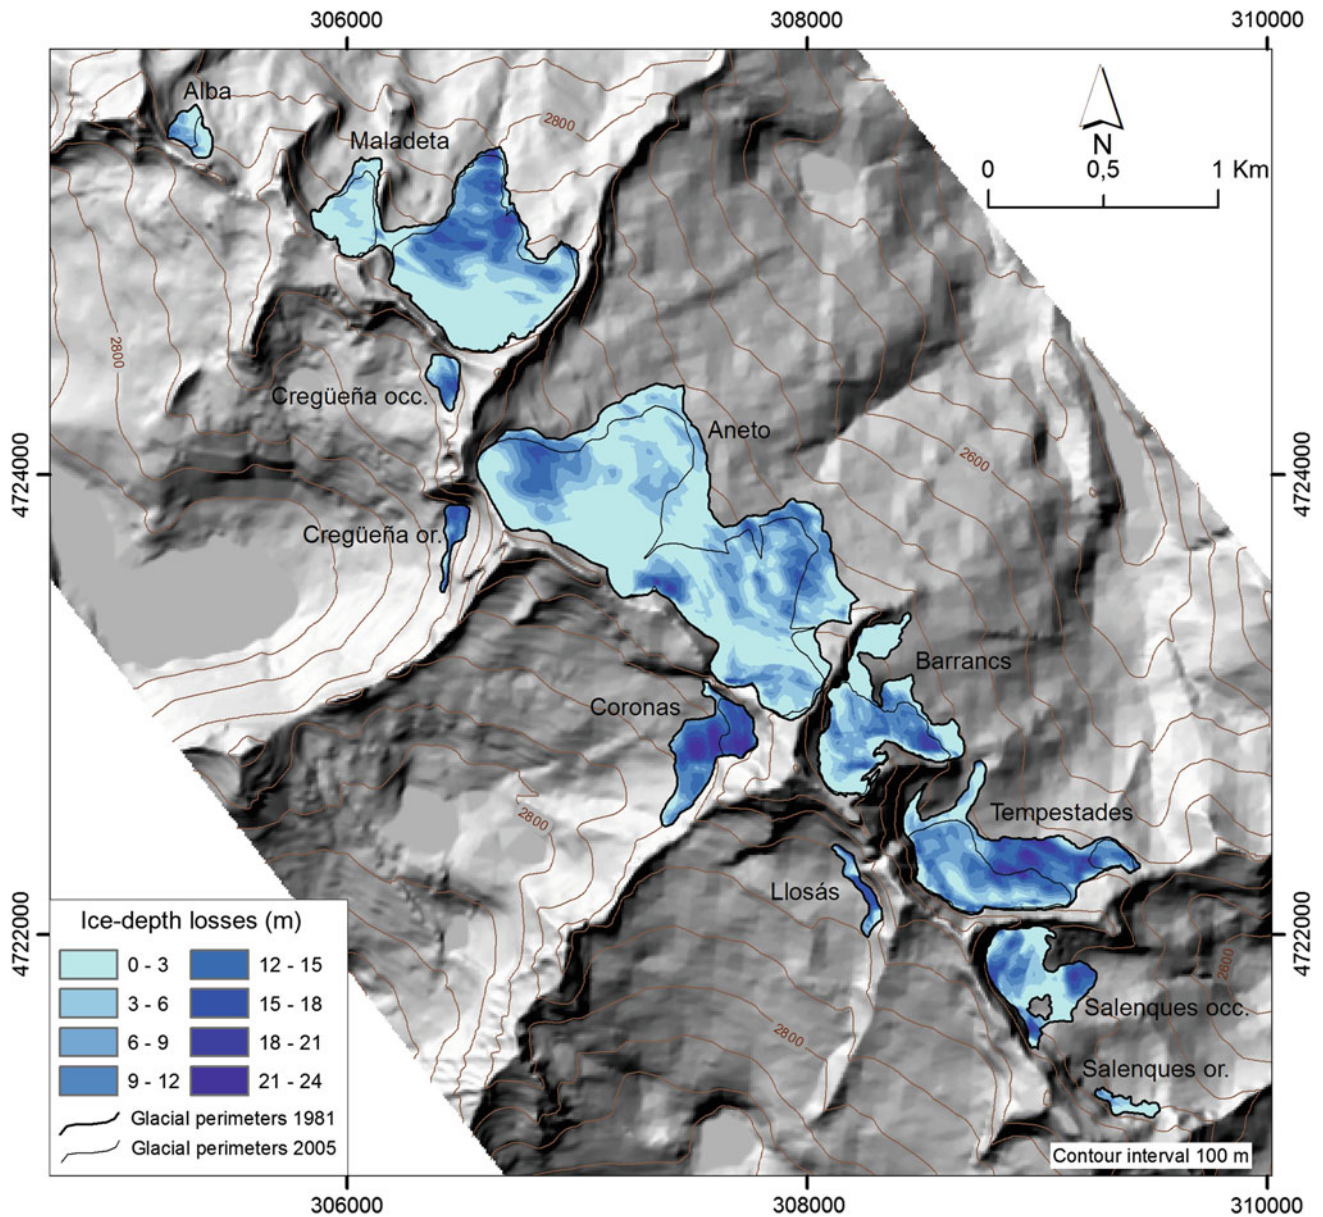 306000
308000
310000
Alba
Maladeta
2800
N
0
0,5
1 Km
2800
Cregüeña occ.
Aneto
2600
4724000
4724000
Cregüeña or.
Barrancs
Coronas
2800
Tempestades
Llosás
4722000
4722000
2800
Salenques occ.
2800
Salenques or.
Ice-depth losses (m)
0 - 3
12 - 15
3 - 6
15 - 18
6 - 9
18 - 21
9 - 12
21 - 24
Glacial perimeters 1981
Glacial perimeters 2005
Contour interval 100 m
306000
308000
310000